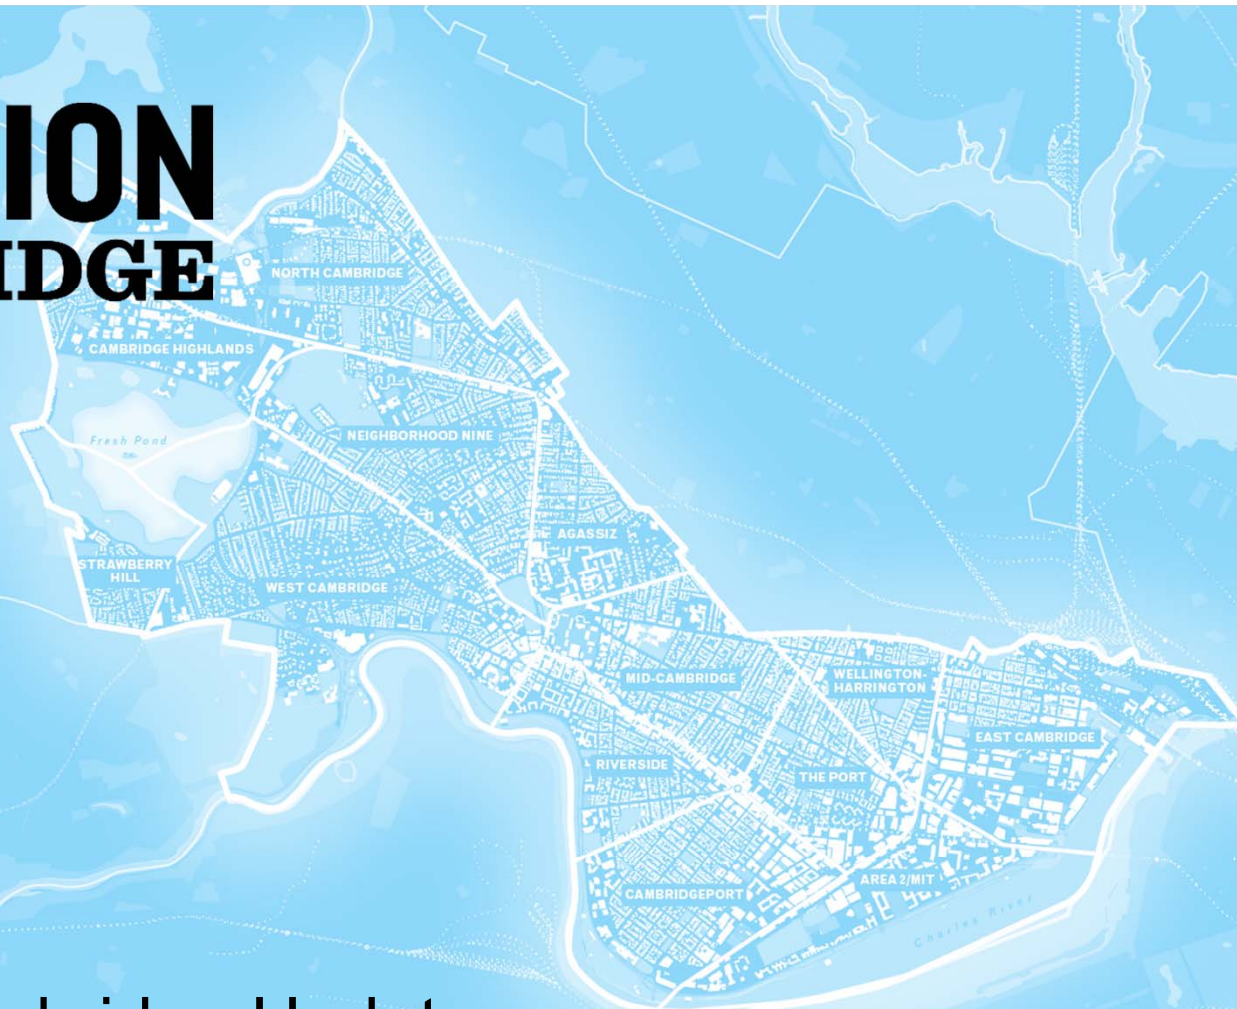 ION
IDGE
NORTH CAMBRIDGE
CAMBRIDGE HIGHLANDS
Fresh Pond
NEIGHBORHOOD NINE
AGASSIZ
STRAWBERRY
HILL
WEST CAMBRIDGE
MID-CAMBRIDGE
WELLINGTON-
HARRINGTON
EAST CAMBRIDGE
RIVERSIDE
THE PORT
AREA 2/MIT
CAMBRIDGEPORT
Charles River